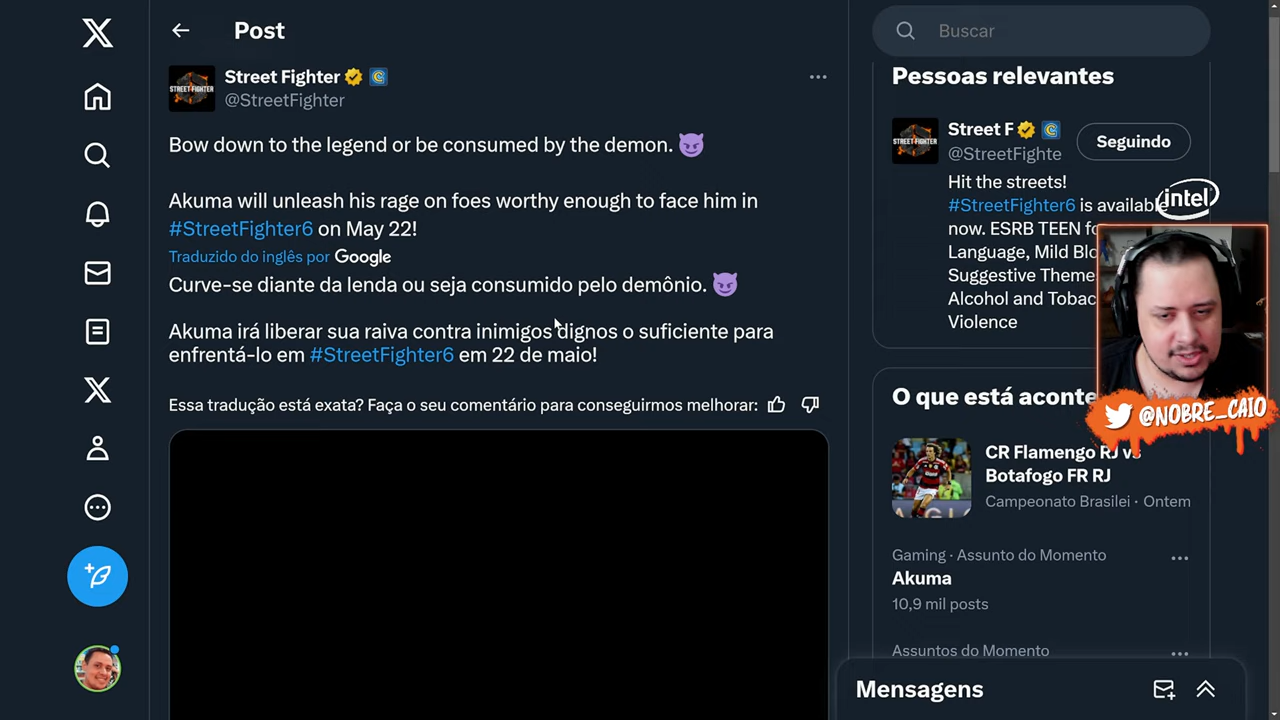 Post
Street Fighter
@StreetFighter
Bow down to the legend or be consumed by the demon. 😈
Akuma will unleash his rage on foes worthy enough to face him in
#StreetFighter6 on May 22!
Traduzido do inglês por Google
Curve-se diante da lenda ou seja consumido pelo demônio. 😈
Akuma irá liberar sua raiva contra inimigos dignos o suficiente para
enfrentá-lo em #StreetFighter6 em 22 de maio!
Essa tradução está exata? Faça o seu comentário para conseguirmos melhorar:
Buscar
Pessoas relevantes
Street F
@StreetFighte
Seguindo
Hit the streets!
#StreetFighter6 is available
now. ESRB TEEN fo
Language, Mild Blo
Suggestive Theme
Alcohol and Tobac
Violence
intel
@NOBRE_CAIO
O que está aconte
CR Flamengo RJ vs
Botafogo FR RJ
Campeonato Brasilei · Ontem
Gaming · Assunto do Momento
Akuma
10,9 mil posts
Assuntos do Momento
Mensagens
STREET FIGHTER
STREET FIGHTER